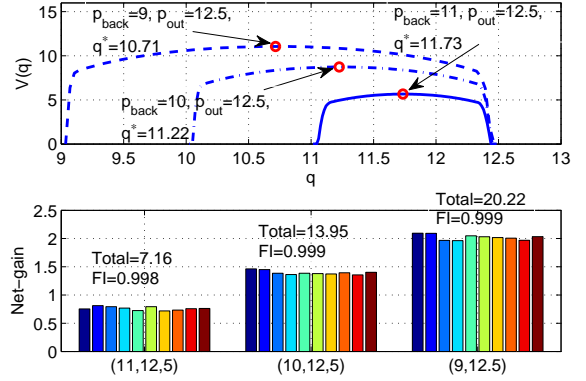 p_back=9, p_out=12.5,
q*=10.71
p_back=11, p_out=12.5,
q*=11.73
p_back=10, p_out=12.5,
q*=11.22
V(q)
15
10
5
0
9 9.5 10 10.5 11 11.5 12 12.5 13
q
Total=7.16
FI=0.998
Total=13.95
FI=0.999
Total=20.22
FI=0.999
Net-gain
2.5
2
1.5
1
0.5
0
(11,12,5) (10,12,5) (9,12.5)